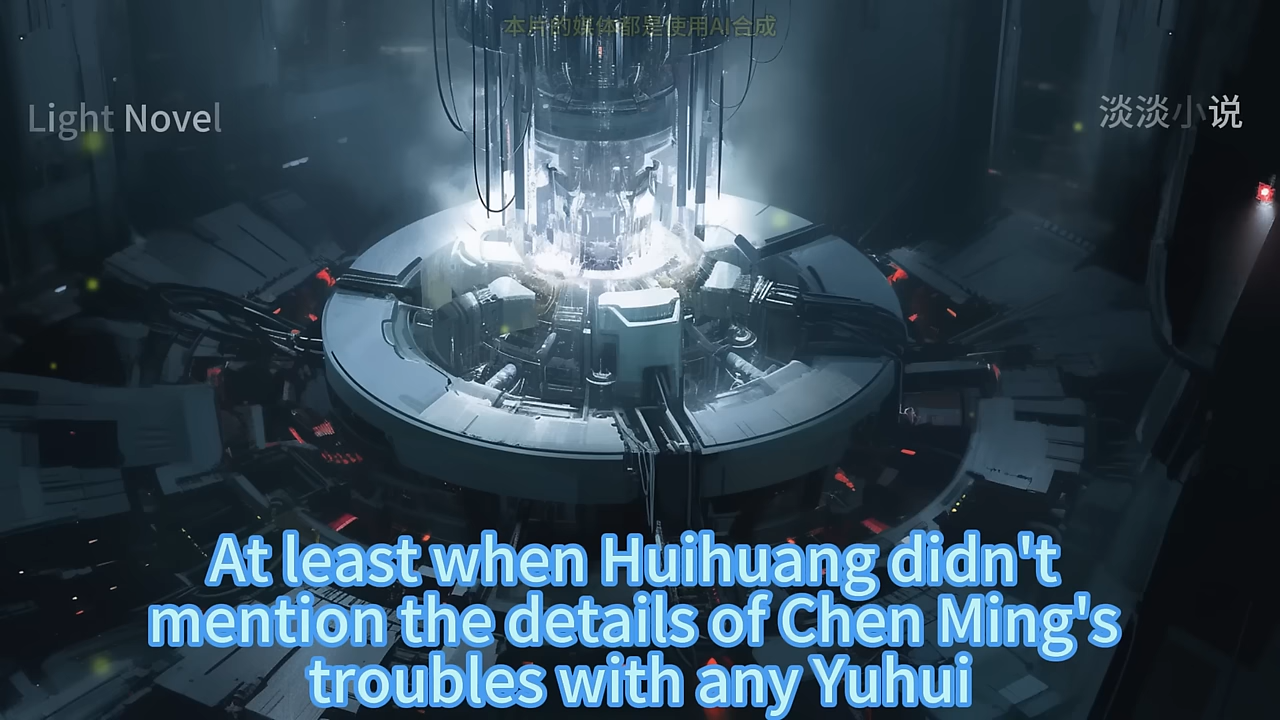 本片的媒体都是使用AI合成
Light Novel
淡淡小说
At least when Huihuang didn't
mention the details of Chen Ming's
troubles with any Yuhui